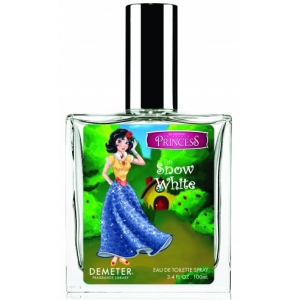 PRINCESS
Snow
White
DEMETER
FRAGRANCE LIBRARY
EAU DE TOILETTE SPRAY
3.4 FL OZ 100ML